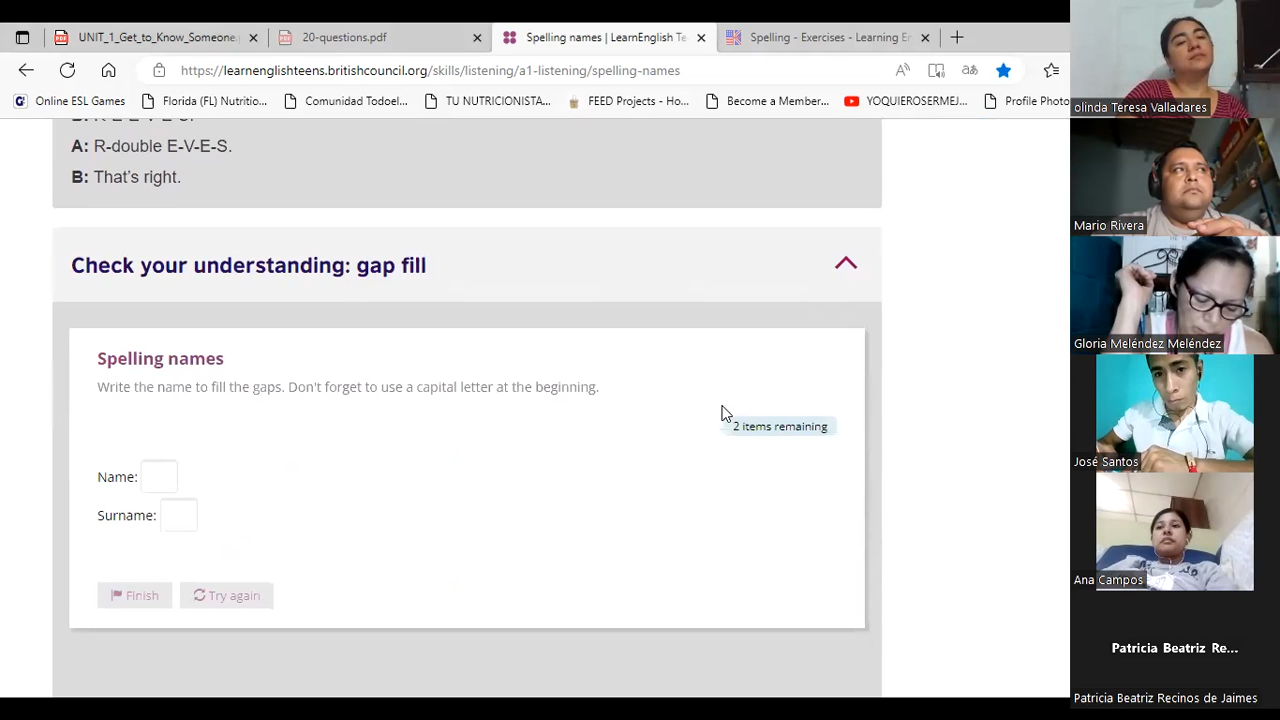 UNIT_1_Get_to_Know_Someone.
20-questions.pdf
Spelling names | LearnEnglish Te
Spelling - Exercises - Learning En
https://learnenglishteens.britishcouncil.org/skills/listening/a1-listening/spelling-names
Online ESL Games
Florida (FL) Nutritio...
Comunidad Todoel...
TU NUTRICIONISTA...
FEED Projects - Ho...
Become a Member...
YOQUIEROSERMEJ...
Profile Photo
A: R-double E-V-E-S.
B: That's right.
Check your understanding: gap fill
Spelling names
Write the name to fill the gaps. Don't forget to use a capital letter at the beginning.
2 items remaining
Name:
Surname:
Finish
Try again
olinda Teresa Valladares
Mario Rivera
Gloria Meléndez Meléndez
José Santos
Ana Campos
Patricia Beatriz Re...
Patricia Beatriz Recinos de Jaimes